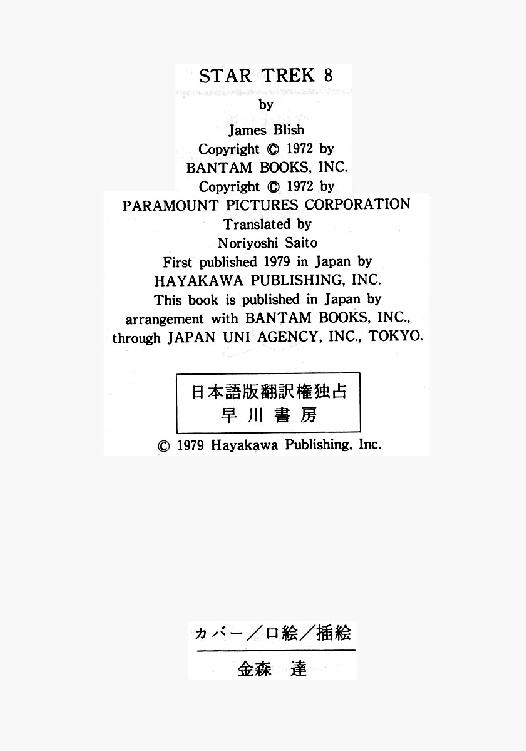 STAR TREK 8
by
James Blish
Copyright © 1972 by
BANTAM BOOKS, INC.
Copyright © 1972 by
PARAMOUNT PICTURES CORPORATION
Translated by
Noriyoshi Saito
First published 1979 in Japan by
HAYAKAWA PUBLISHING, INC.
This book is published in Japan by
arrangement with BANTAM BOOKS, INC.,
through JAPAN UNI AGENCY, INC., TOKYO.
日本語版翻訳権独占
早川書房
© 1979 Hayakawa Publishing, Inc.
カバー／口絵／插絵
金森 達